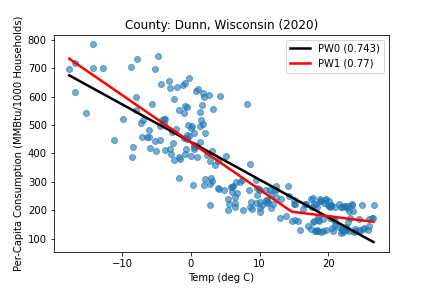 County: Dunn, Wisconsin (2020)
Per-Capita Consumption (MMBtu/1000 Households)
800
700
600
500
400
300
200
100
PW0 (0.743)
PW1 (0.77)
−10
0
10
20
Temp (deg C)